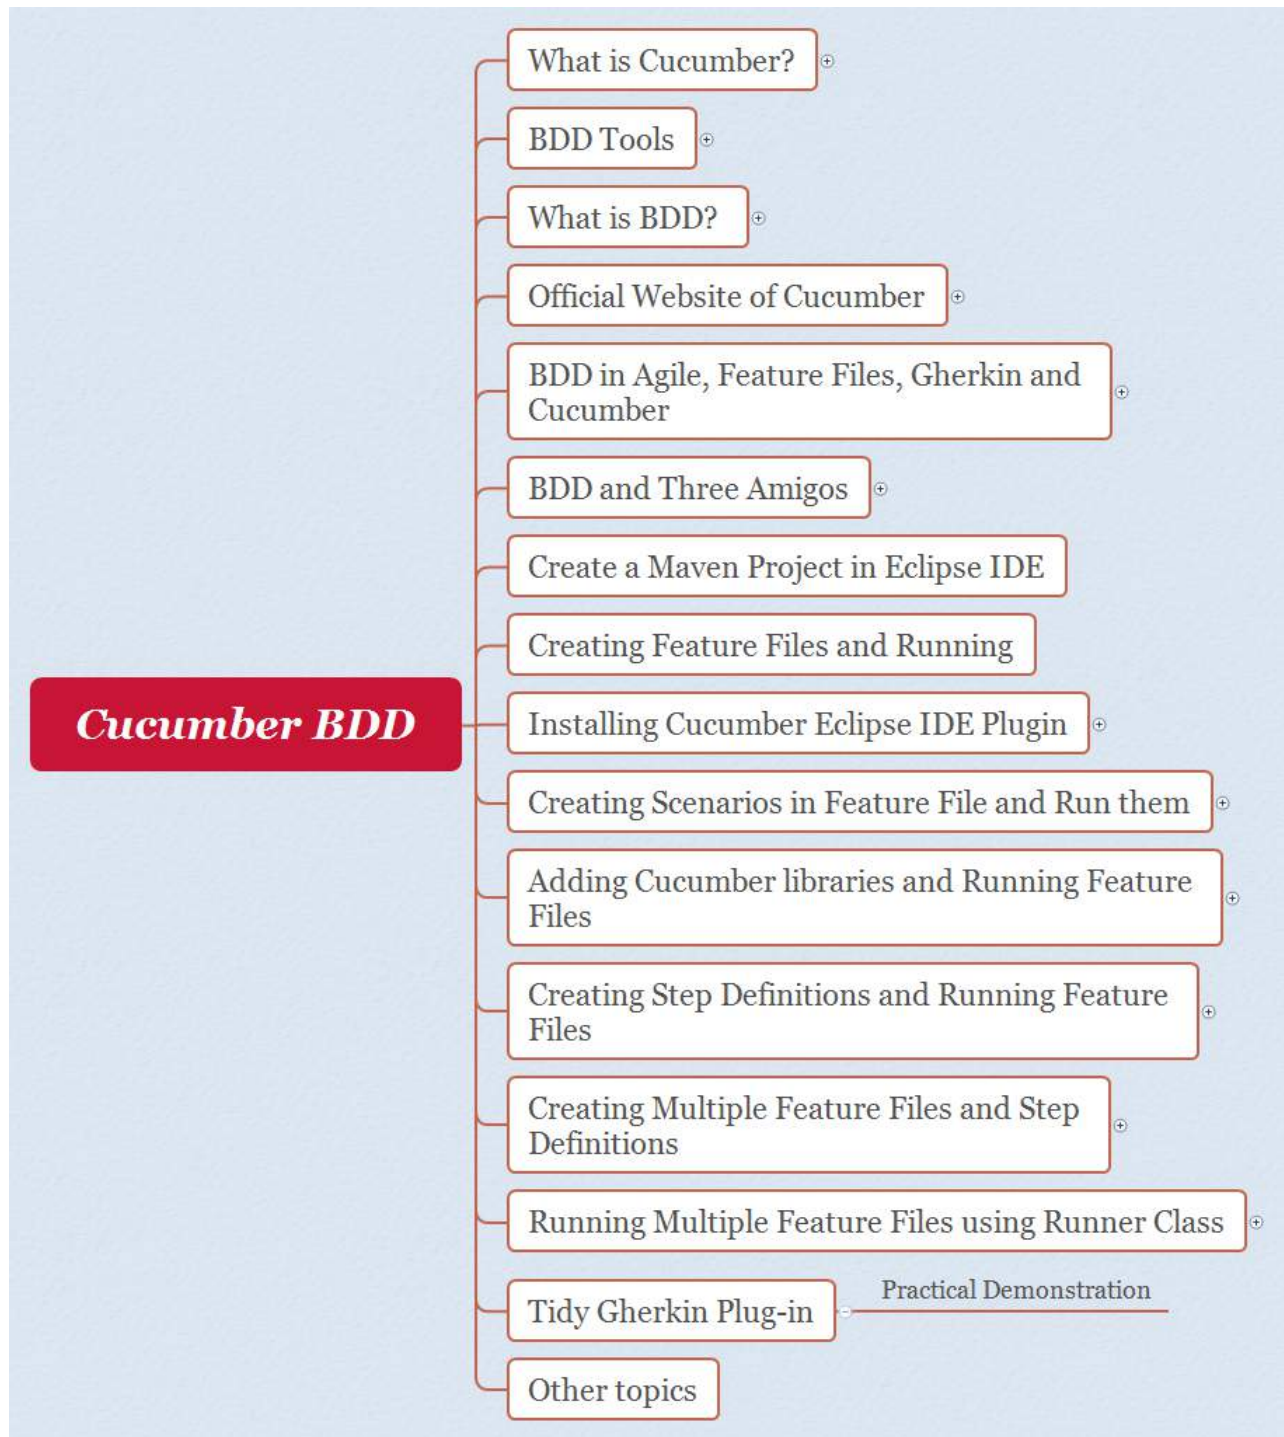 What is Cucumber?
BDD Tools
What is BDD?
Official Website of Cucumber
BDD in Agile, Feature Files, Gherkin and
Cucumber
BDD and Three Amigos
Create a Maven Project in Eclipse IDE
Creating Feature Files and Running
Cucumber BDD
Installing Cucumber Eclipse IDE Plugin
Creating Scenarios in Feature File and Run them
Adding Cucumber libraries and Running Feature
Files
Creating Step Definitions and Running Feature
Files
Creating Multiple Feature Files and Step
Definitions
Running Multiple Feature Files using Runner Class
Practical Demonstration
Tidy Gherkin Plug-in
Other topics